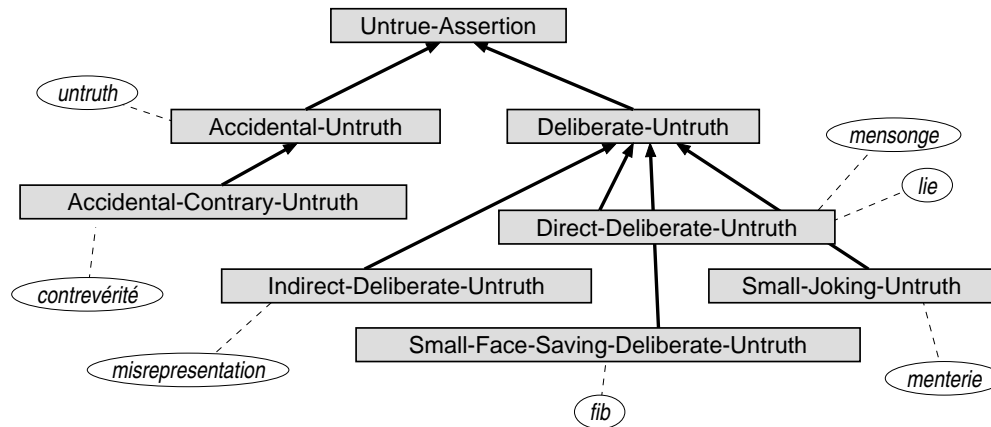 Untrue-Assertion
untruth
Accidental-Untruth
Deliberate-Untruth
mensonge
lie
Accidental-Contrary-Untruth
Direct-Deliberate-Untruth
contrevérité
Indirect-Deliberate-Untruth
Small-Joking-Untruth
Small-Face-Saving-Deliberate-Untruth
misrepresentation
menterie
fib